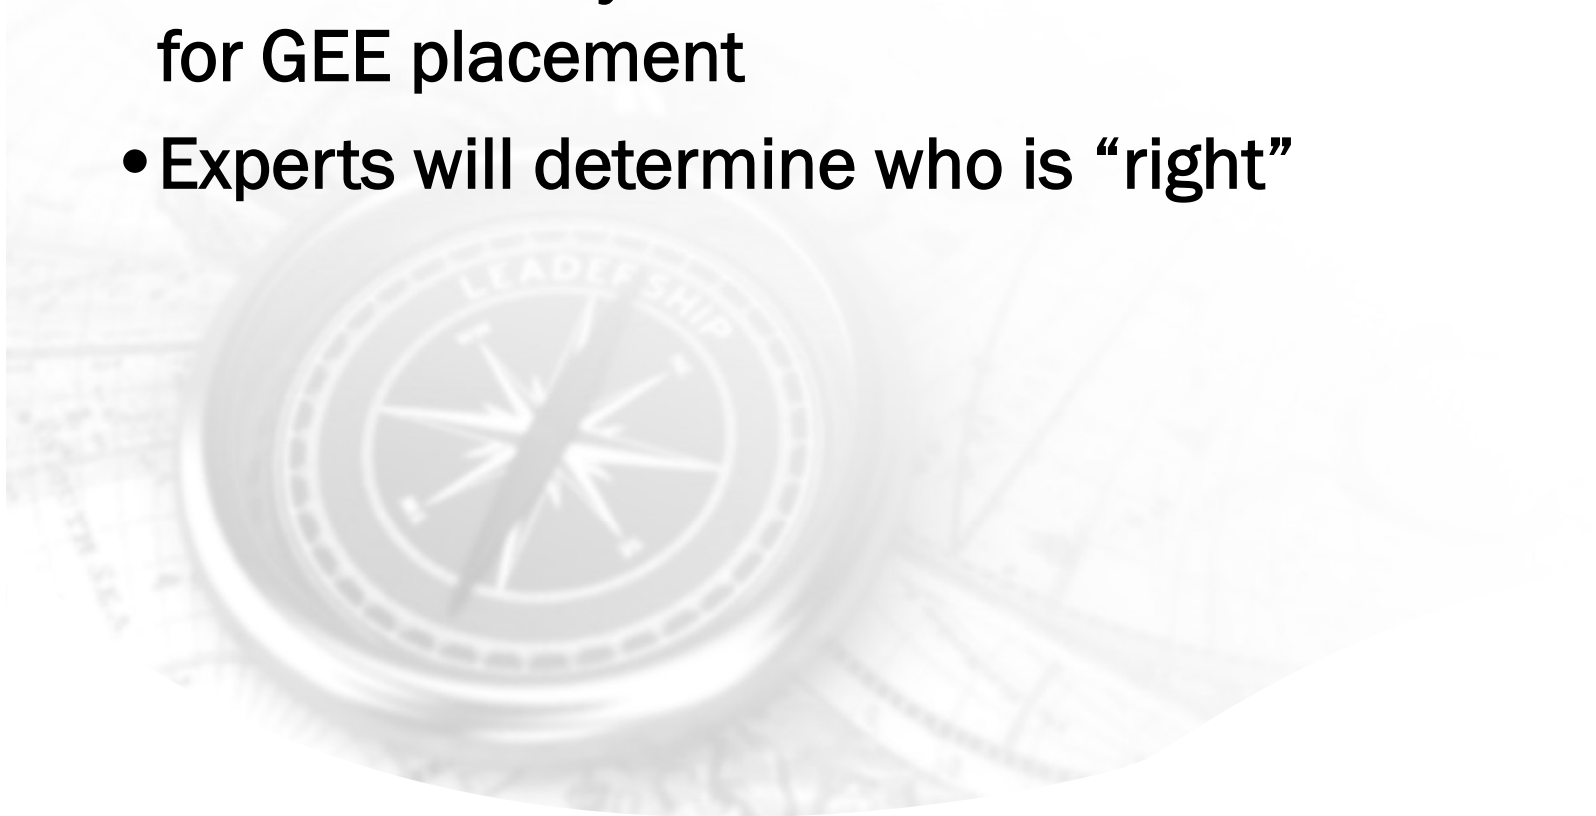 for GEE placement
•Experts will determine who is “right”
LEADERSHIP